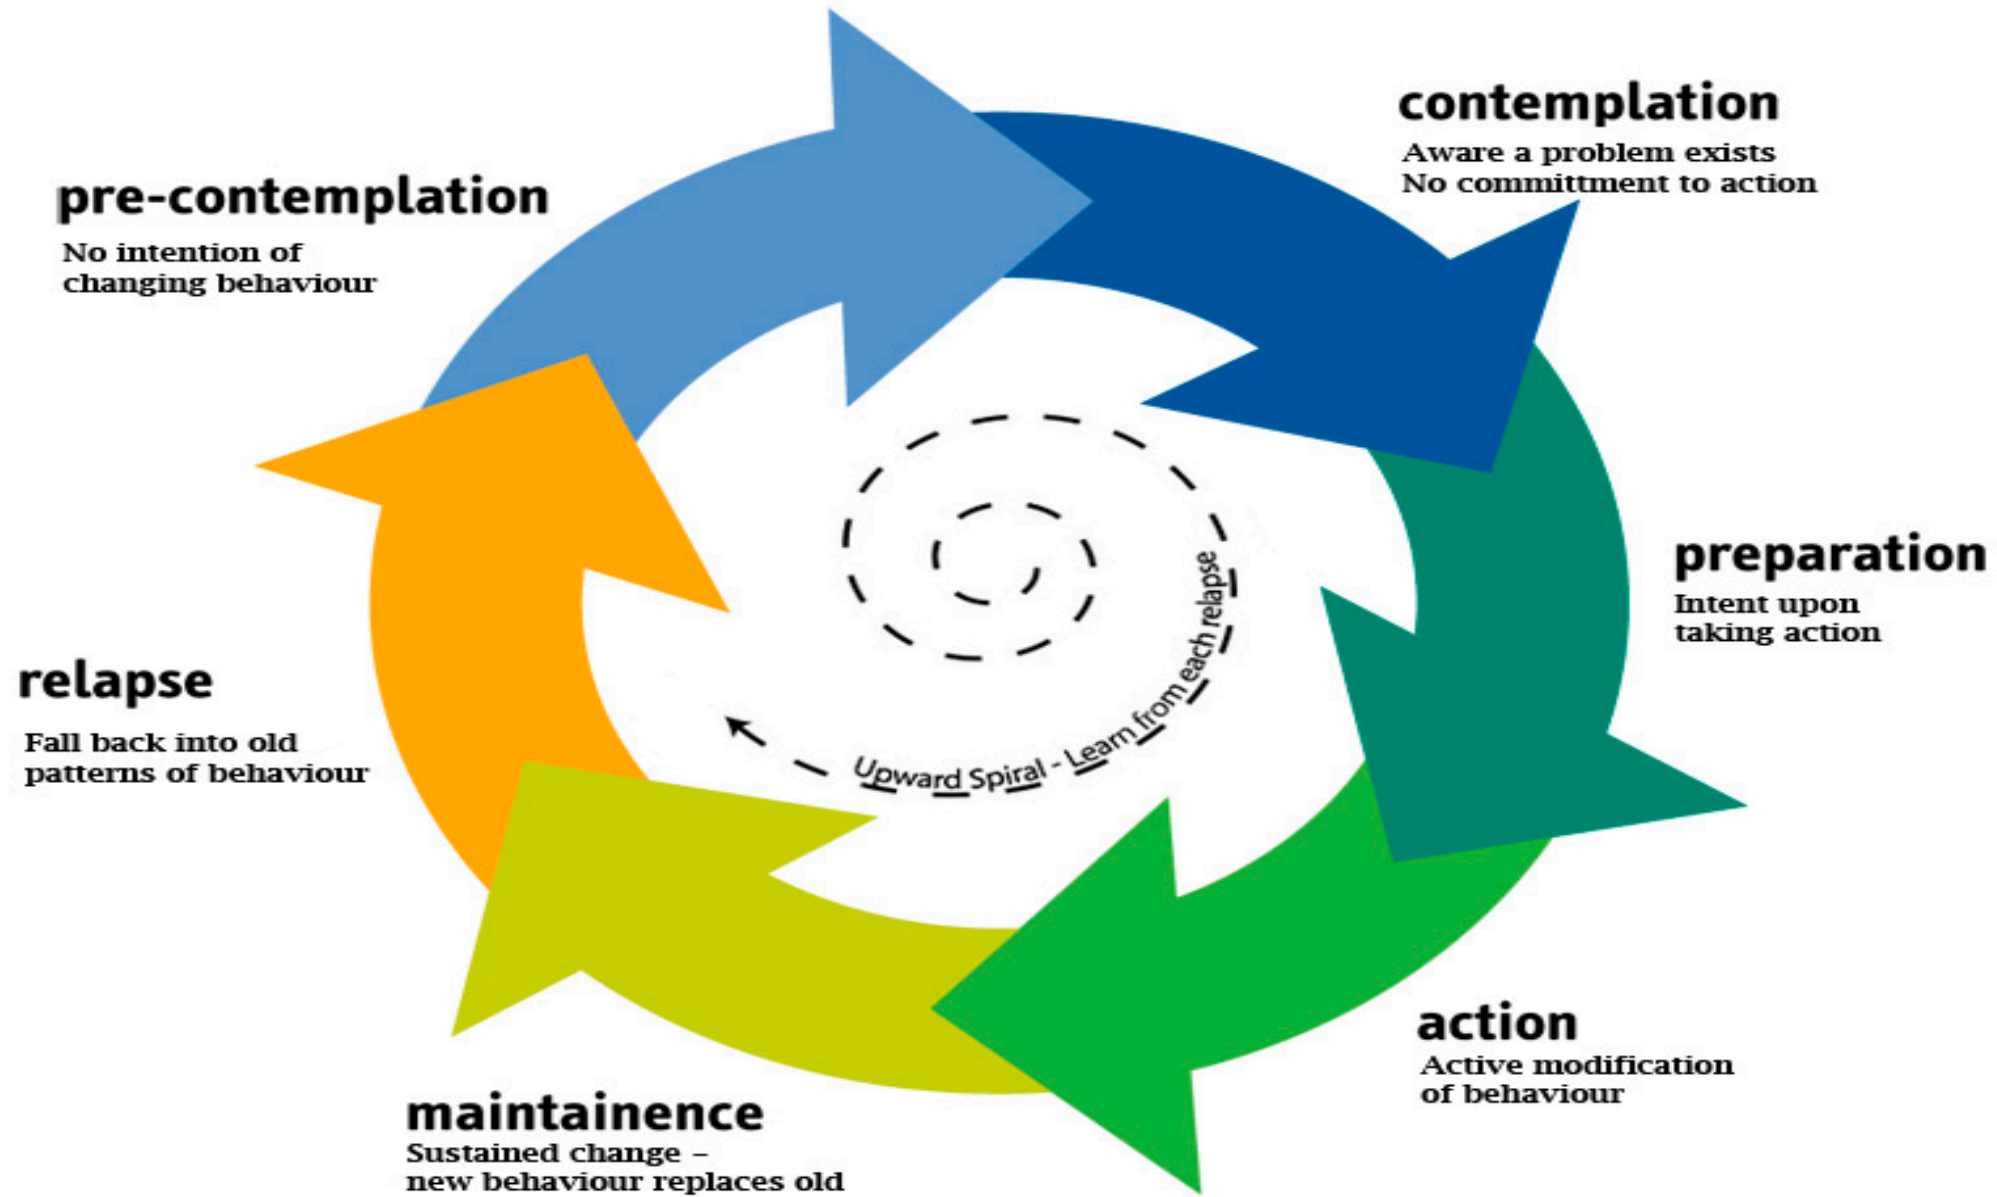 pre-contemplation
No intention of
changing behaviour
contemplation
Aware a problem exists
No committment to action
preparation
Intent upon
taking action
action
Active modification
of behaviour
maintainence
Sustained change –
new behaviour replaces old
relapse
Fall back into old
patterns of behaviour
Upward Spiral - Learn from each relapse